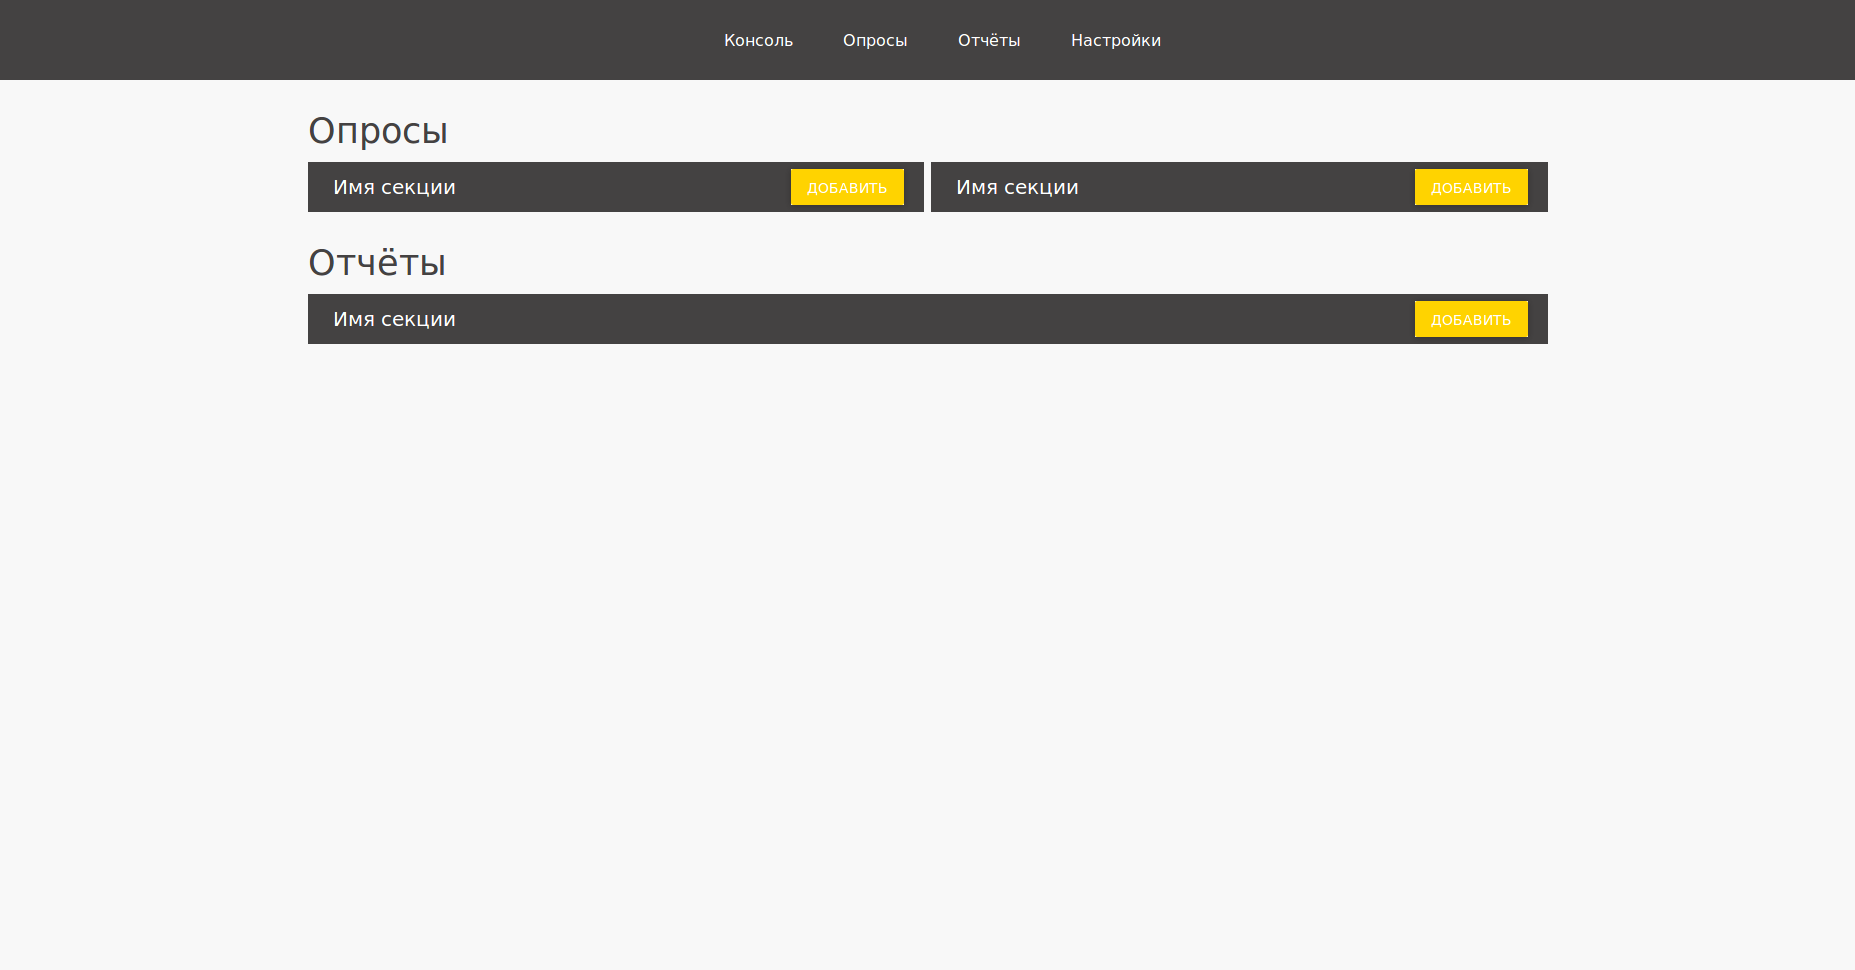 Консоль Опросы Отчёты Настройки
Опросы
Имя секции ДОБАВИТЬ Имя секции ДОБАВИТЬ
Отчёты
Имя секции ДОБАВИТЬ